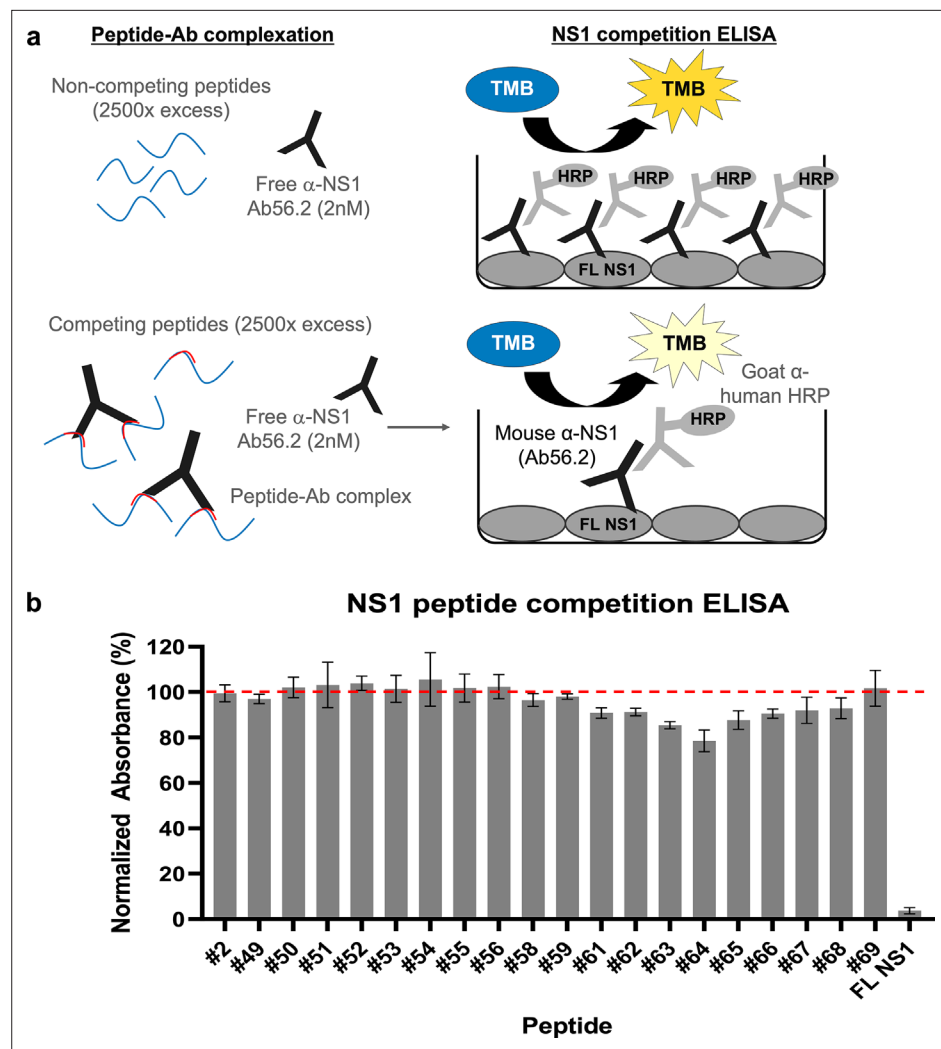 a
Peptide-Ab complexation
NS1 competition ELISA
Non-competing peptides
(2500x excess)
Free α-NS1
Ab56.2 (2nM)
TMB
TMB
HRP
HRP
HRP
HRP
FL NS1
Competing peptides (2500x excess)
Free α-NS1
Ab56.2 (2nM)
Peptide-Ab complex
TMB
TMB
Goat α-
human HRP
HRP
Mouse α-NS1
(Ab56.2)
FL NS1
b
NS1 peptide competition ELISA
Normalized Absorbance (%)
120
100
80
60
40
20
0
#2
#49
#50
#51
#52
#53
#54
#55
#56
#58
#59
#61
#62
#63
#64
#65
#66
#67
#68
#69
FL NS1
Peptide